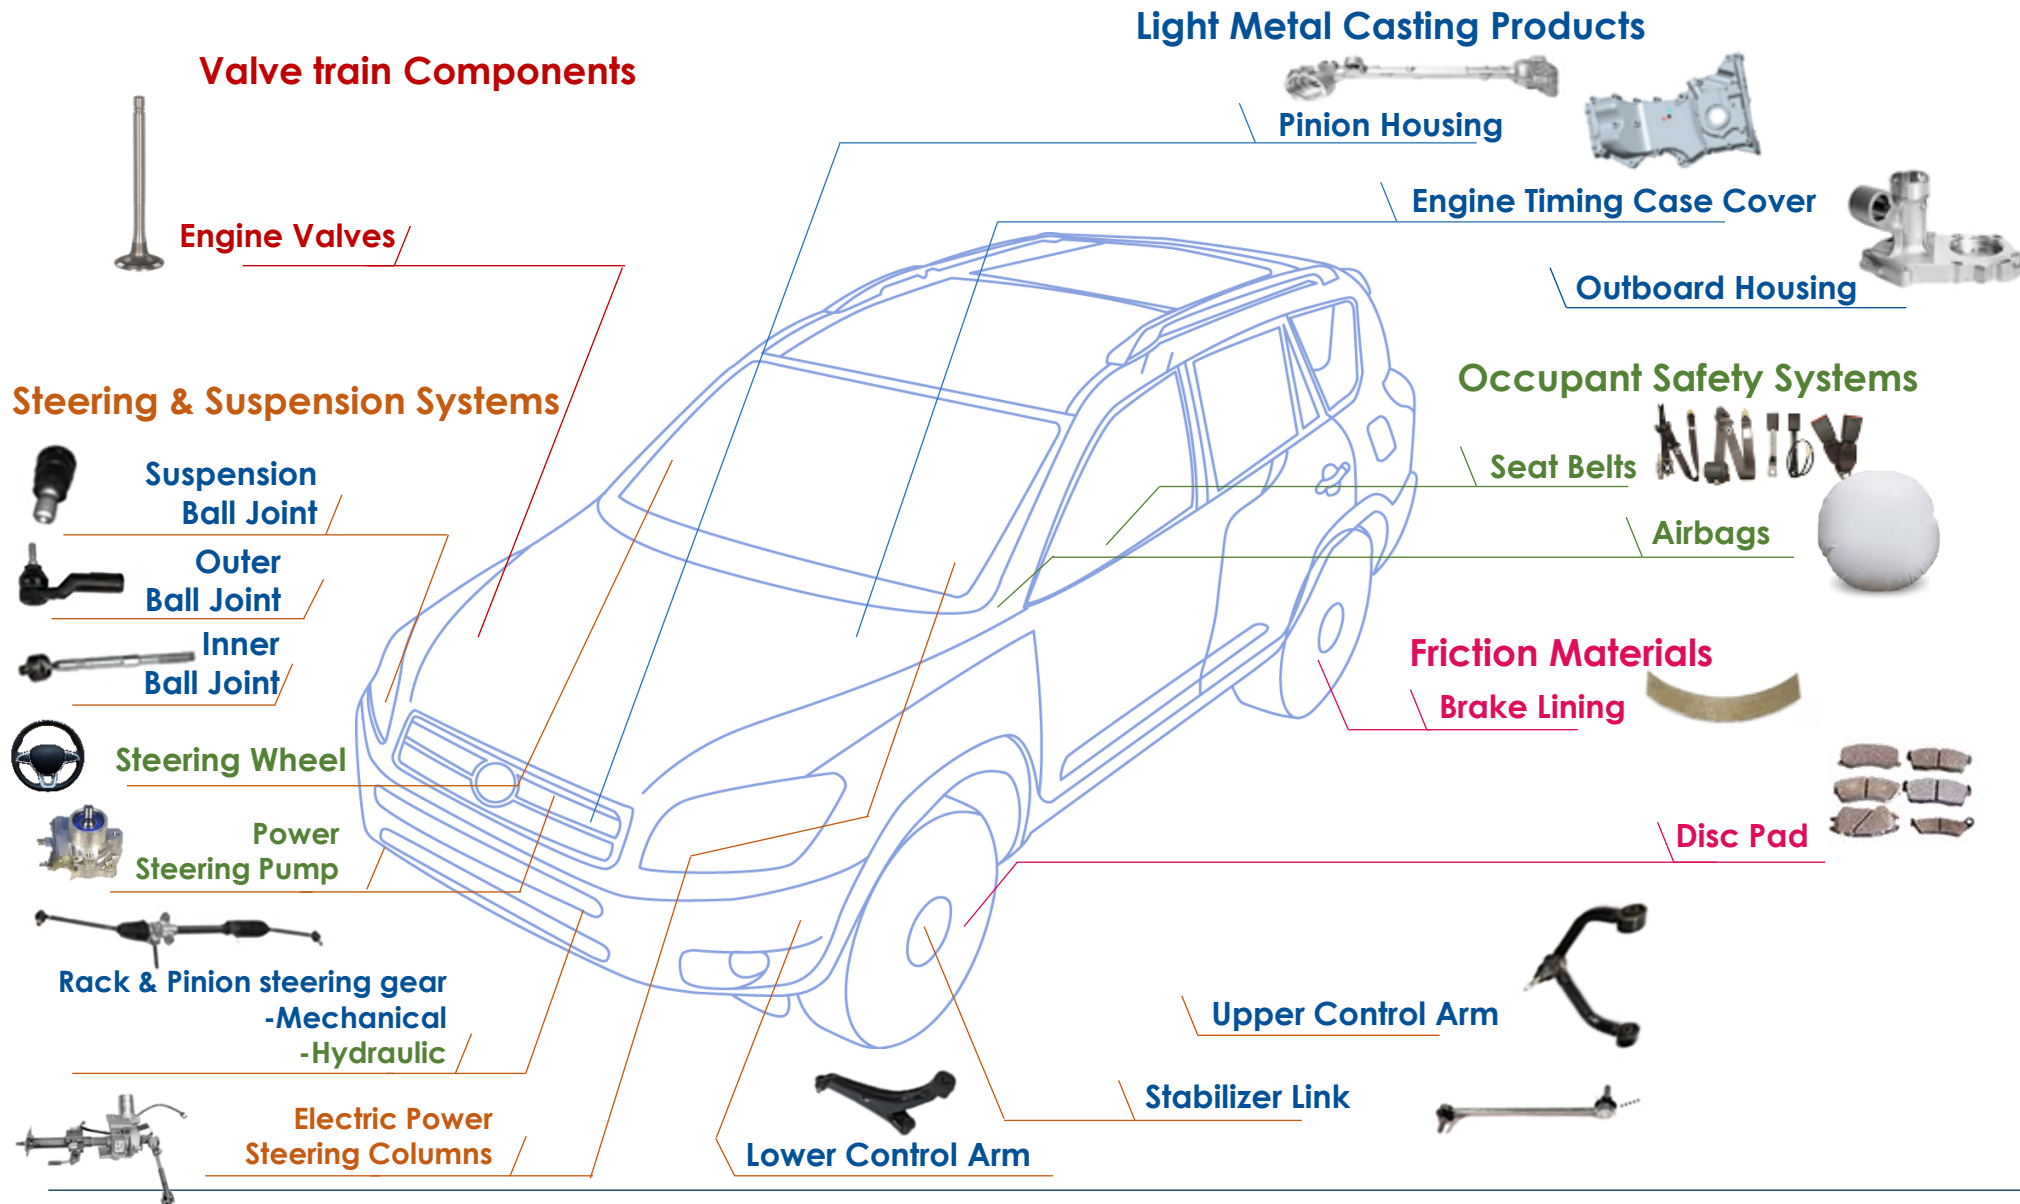 Light Metal Casting Products
Valve train Components
Pinion Housing
Engine Timing Case Cover
Engine Valves
Outboard Housing
Steering & Suspension Systems
Occupant Safety Systems
Suspension
Ball Joint
Seat Belts
Airbags
Outer
Ball Joint
Inner
Ball Joint
Friction Materials
Brake Lining
Steering Wheel
Power
Steering Pump
Disc Pad
Rack & Pinion steering gear
-Mechanical
-Hydraulic
Upper Control Arm
Electric Power
Steering Columns
Stabilizer Link
Lower Control Arm